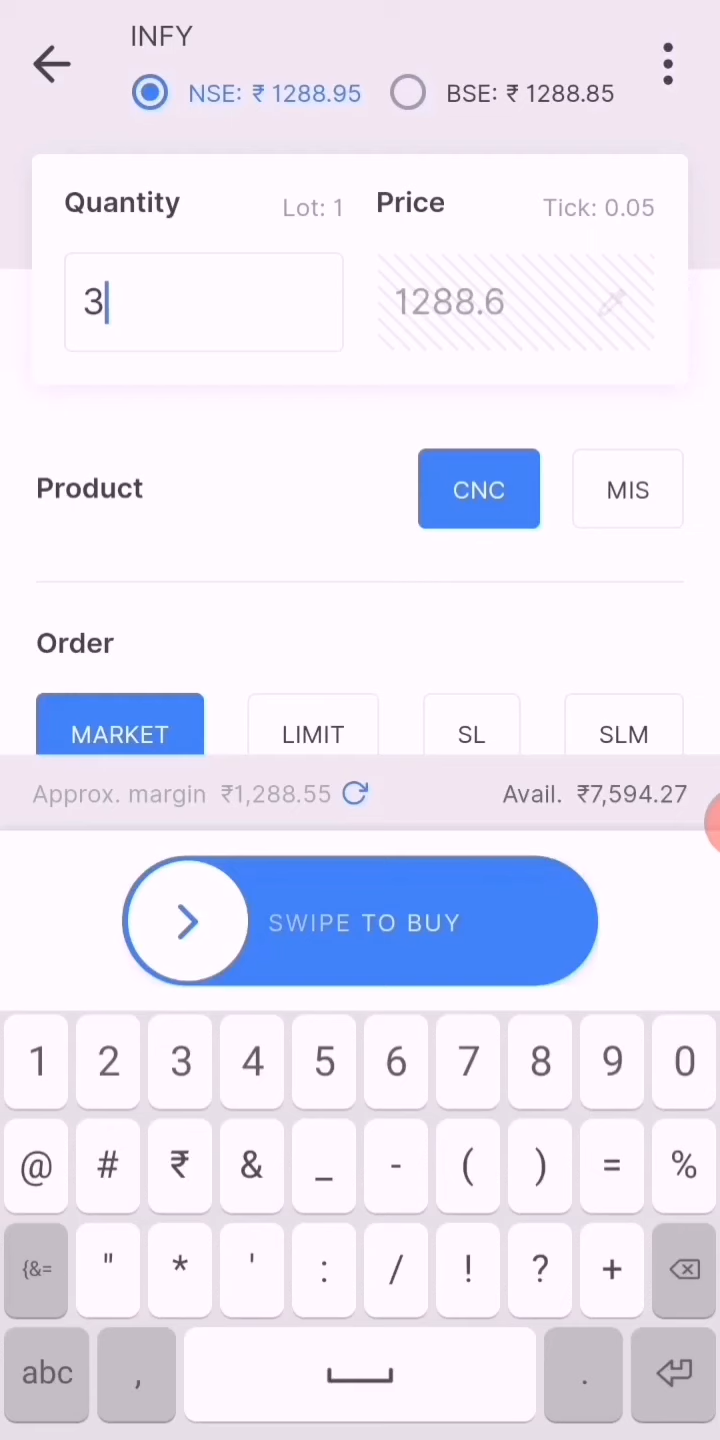 INFY
NSE: ₹ 1288.95 BSE: ₹ 1288.85
Quantity Lot: 1 Price Tick: 0.05
3 1288.6
Product CNC MIS
Order
MARKET LIMIT SL SLM
Approx. margin ₹1,288.55 Avail. ₹7,594.27
SWIPE TO BUY
1 2 3 4 5 6 7 8 9 0
@ # ₹ & _ - ( ) = %
{&= " * ' : / ! ? +
abc , .